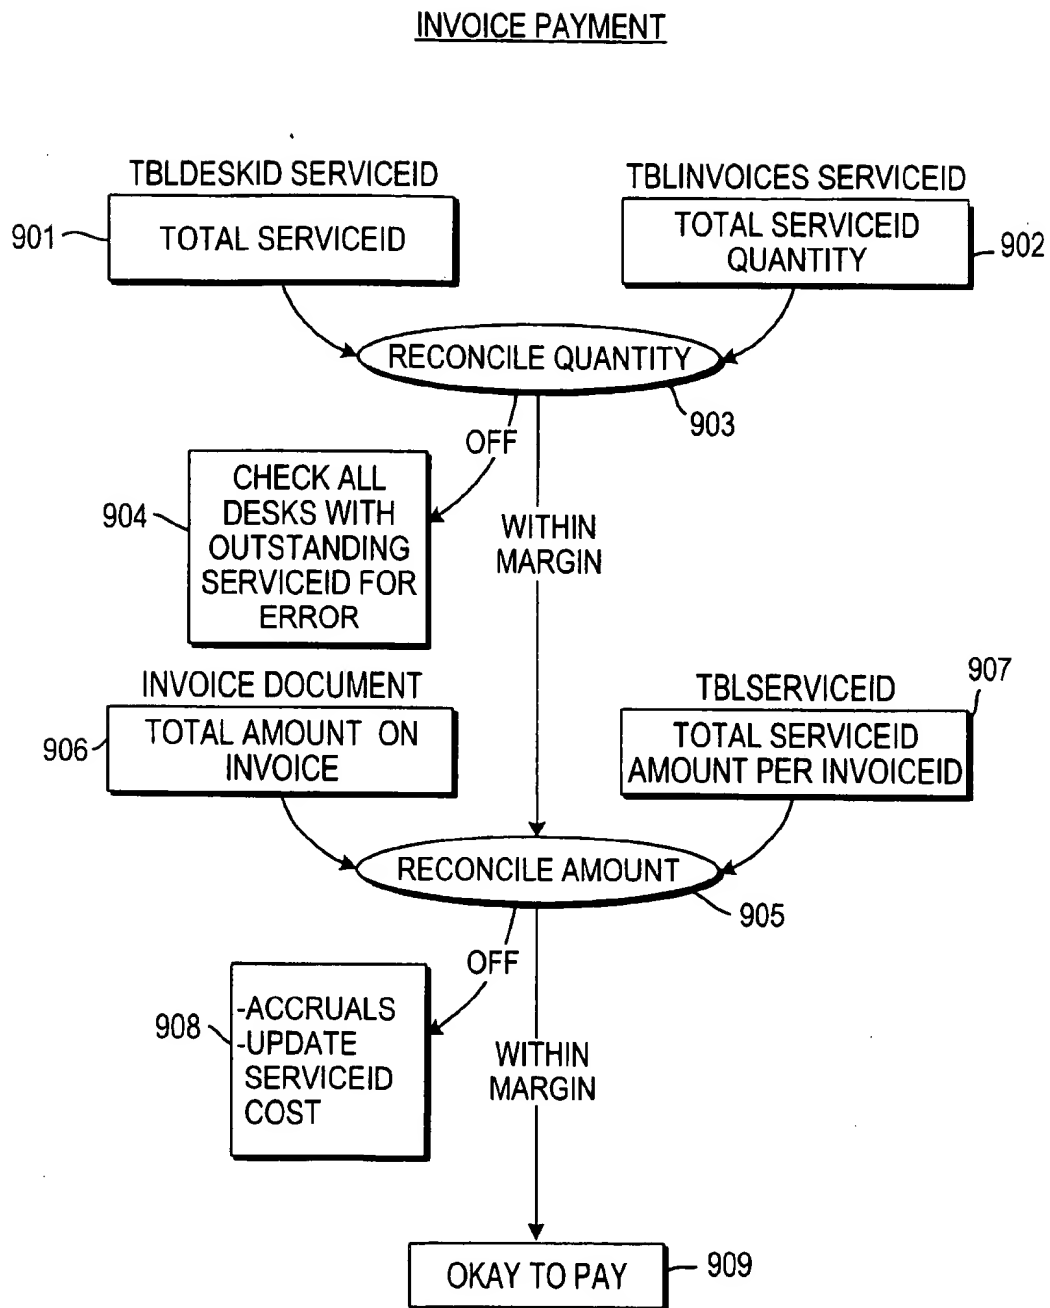 INVOICE PAYMENT
TBLDESKID SERVICEID
901
TOTAL SERVICEID
TBLINVOICES SERVICEID
TOTAL SERVICEID
QUANTITY
902
RECONCILE QUANTITY
903
OFF
904
CHECK ALL
DESKS WITH
OUTSTANDING
SERVICEID FOR
ERROR
WITHIN
MARGIN
INVOICE DOCUMENT
906
TOTAL AMOUNT ON
INVOICE
TBLSERVICEID
907
TOTAL SERVICEID
AMOUNT PER INVOICEID
RECONCILE AMOUNT
905
OFF
908
-ACCRUALS
-UPDATE
SERVICEID
COST
WITHIN
MARGIN
OKAY TO PAY
909